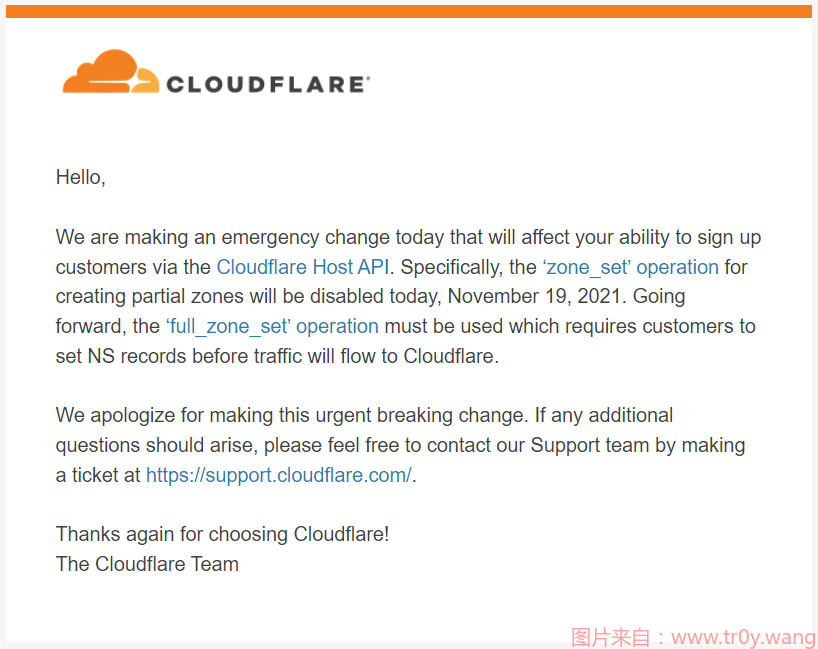 CLOUDFLARE®
Hello,
We are making an emergency change today that will affect your ability to sign up
customers via the Cloudflare Host API. Specifically, the ‘zone_set’ operation for
creating partial zones will be disabled today, November 19, 2021. Going
forward, the ‘full_zone_set’ operation must be used which requires customers to
set NS records before traffic will flow to Cloudflare.
We apologize for making this urgent breaking change. If any additional
questions should arise, please feel free to contact our Support team by making
a ticket at https://support.cloudflare.com/.
Thanks again for choosing Cloudflare!
The Cloudflare Team
图片来自：www.tr0y.wang